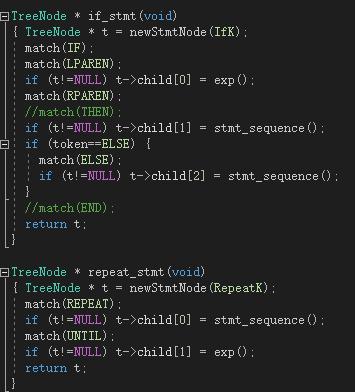 TreeNode * if_stmt(void)
{ TreeNode * t = newStmtNode(IfK);
match(IF);
match(LPAREN);
if (t!=NULL) t->child[0] = exp();
match(RPAREN);
//match(THEN);
if (t!=NULL) t->child[1] = stmt_sequence();
if (token==ELSE) {
match(ELSE);
if (t!=NULL) t->child[2] = stmt_sequence();
}
//match(END);
return t;
}
TreeNode * repeat_stmt(void)
{ TreeNode * t = newStmtNode(RepeatK);
match(REPEAT);
if (t!=NULL) t->child[0] = stmt_sequence();
match(UNTIL);
if (t!=NULL) t->child[1] = exp();
return t;
}